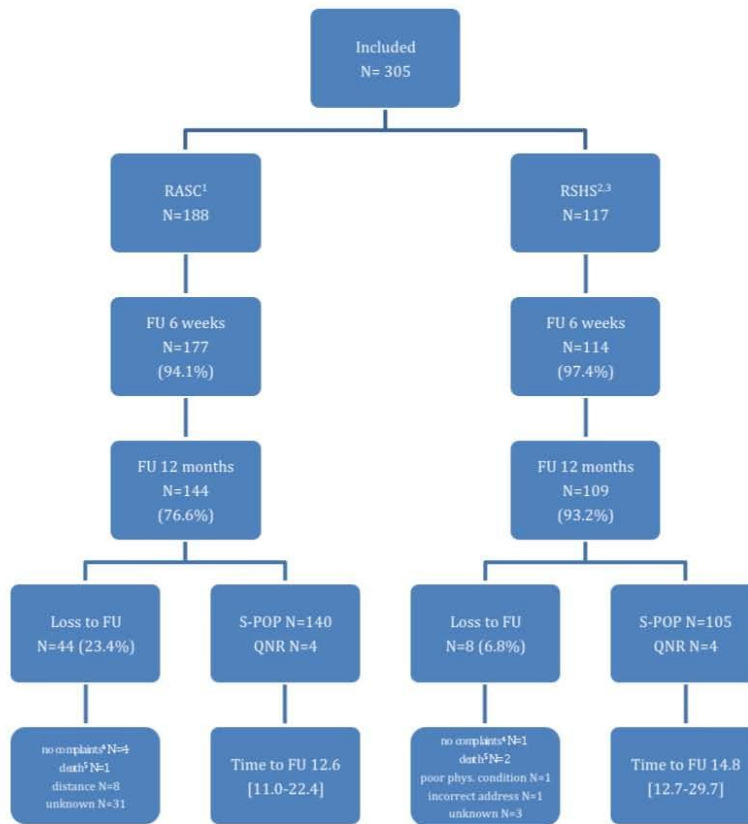 Included
N= 305
RASC¹
N=188
RSHS²,³
N=117
FU 6 weeks
N=177
(94.1%)
FU 6 weeks
N=114
(97.4%)
FU 12 months
N=144
(76.6%)
FU 12 months
N=109
(93.2%)
Loss to FU
N=44 (23.4%)
S-POP N=140
QNR N=4
Loss to FU
N=8 (6.8%)
S-POP N=105
QNR N=4
no complaints⁴ N=4
death⁵ N=1
distance N=8
unknown N=31
Time to FU 12.6
[11.0-22.4]
no complaints⁴ N=1
death⁵ N=2
poor phys. condition N=1
incorrect address N=1
unknown N=3
Time to FU 14.8
[12.7-29.7]